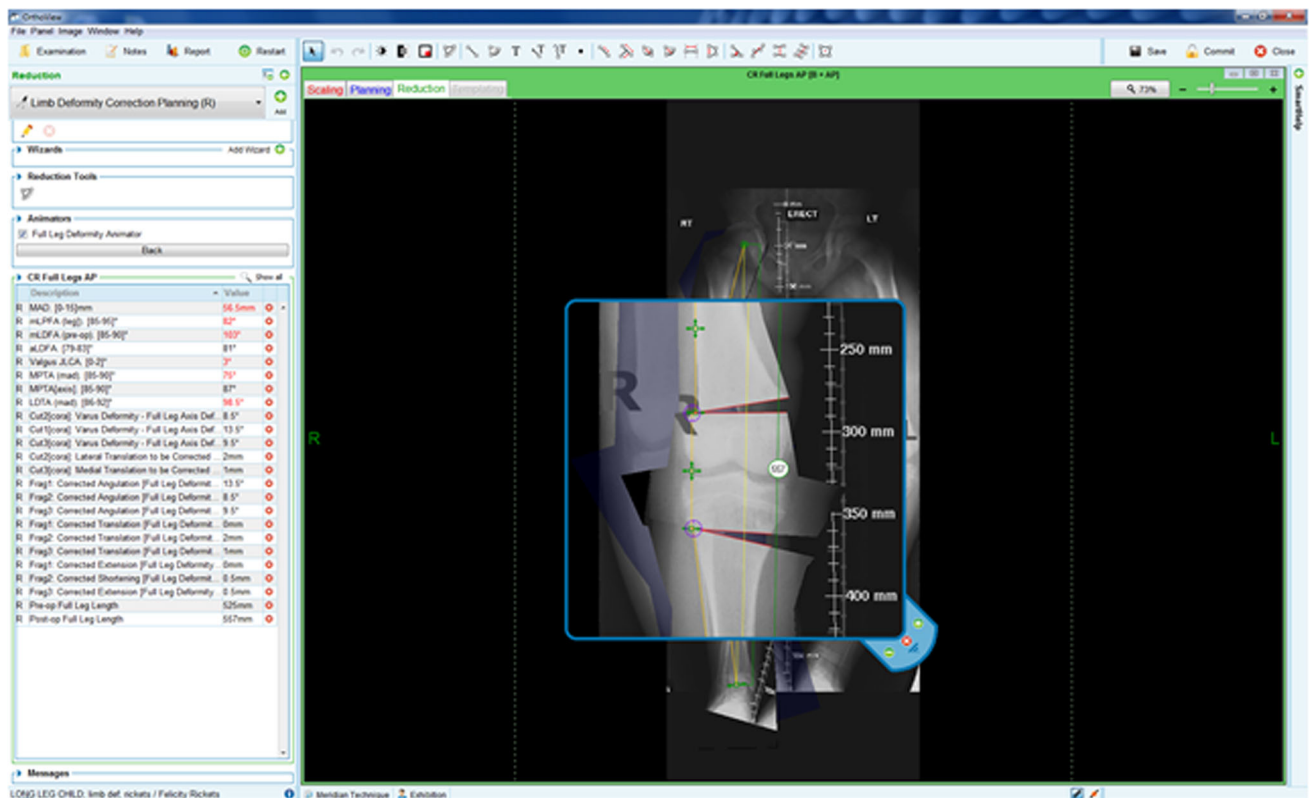 OrthoView
File Panel Image Window Help
Examination Notes Report Restart Save Commit Close
Reduction
CR Full Legs AP [R + AP]
Limb Deformity Correction Planning (R)
Add
Scaling Planning Reduction Templating 73%
SmartHelp
Wizards Add Wizard
Reduction Tools
Animators
Full Leg Deformity Animator
Back
CR Full Legs AP Show all
Description Value
R MAD. [0-15]mm 56.5mm
R mLPFA (leg). [85-95]° 82°
R mLDFA (pre-op). [85-90]° 103°
R aLDFA. [79-83]° 81°
R Valgus JLCA. [0-2]° 3°
R MPTA (mad). [85-90]° 76°
R MPTA[axis]. [85-90]° 87°
R LDTA (mad). [86-92]° 98.5°
R Cut2[cora]: Varus Deformity - Full Leg Axis Def... 8.5°
R Cut1[cora]: Varus Deformity - Full Leg Axis Def... 13.5°
R Cut3[cora]: Varus Deformity - Full Leg Axis Def... 9.5°
R Cut2[cora]: Lateral Translation to be Corrected ... 2mm
R Cut3[cora]: Medial Translation to be Corrected ... 1mm
R Frag1: Corrected Angulation [Full Leg Deformit... 13.5°
R Frag2: Corrected Angulation [Full Leg Deformit... 8.5°
R Frag3: Corrected Angulation [Full Leg Deformit... 9.5°
R Frag1: Corrected Translation [Full Leg Deformit... 0mm
R Frag2: Corrected Translation [Full Leg Deformit... 2mm
R Frag3: Corrected Translation [Full Leg Deformit... 1mm
R Frag1: Corrected Extension [Full Leg Deformity... 0mm
R Frag2: Corrected Shortening [Full Leg Deformit... 0.5mm
R Frag3: Corrected Extension [Full Leg Deformity... 0.5mm
R Pre-op Full Leg Length 525mm
R Post-op Full Leg Length 557mm
Messages
LONG LEG CHILD: limb def. rickets / Felicity Rickets
RT ERECT LT
R
R
250 mm
300 mm
R L
557
350 mm
400 mm
Meridian Technique Exhibition